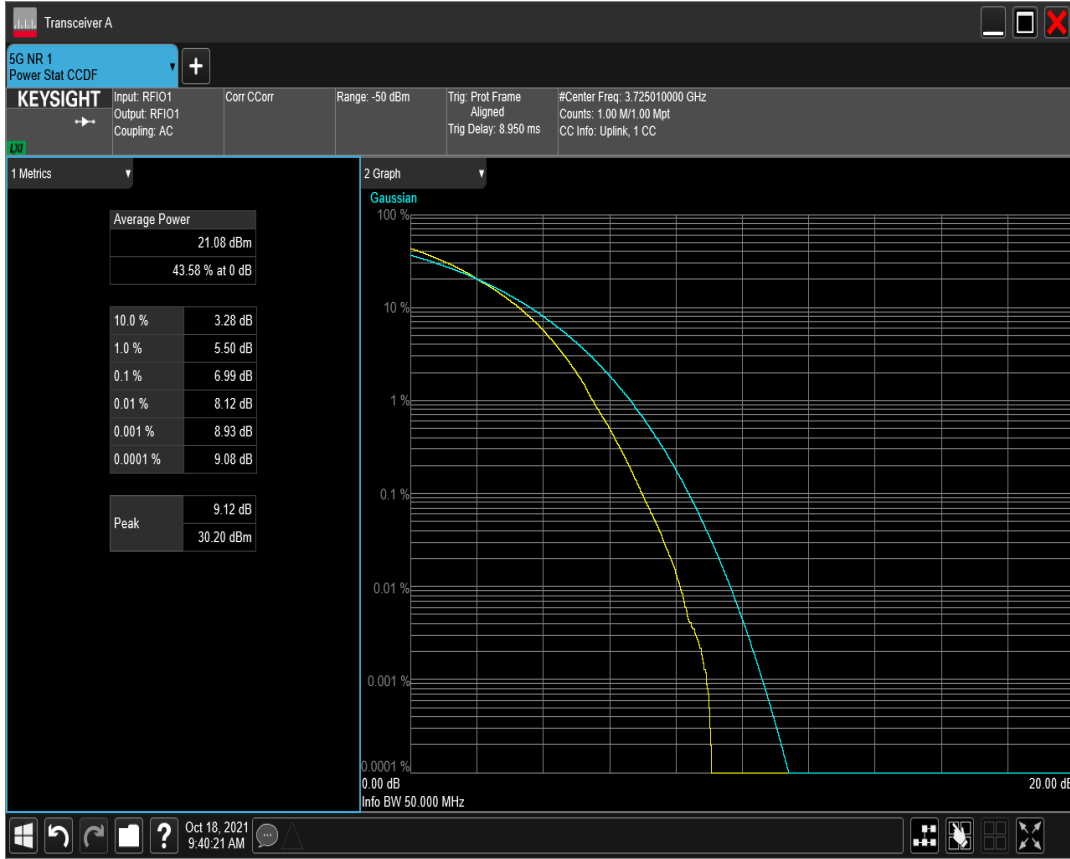 Transceiver A
5G NR 1
Power Stat CCDF
+
KEYSIGHT
LXI
Input: RFIO1
Output: RFIO1
Coupling: AC
Corr CCorr
Range: -50 dBm
Trig: Prot Frame
Aligned
Trig Delay: 8.950 ms
#Center Freq: 3.725010000 GHz
Counts: 1.00 M/1.00 Mpt
CC Info: Uplink, 1 CC
1 Metrics
Average Power
21.08 dBm
43.58 % at 0 dB
10.0 % 3.28 dB
1.0 % 5.50 dB
0.1 % 6.99 dB
0.01 % 8.12 dB
0.001 % 8.93 dB
0.0001 % 9.08 dB
Peak
9.12 dB
30.20 dBm
2 Graph
Gaussian
100 %
10 %
1 %
0.1 %
0.01 %
0.001 %
0.0001 %
0.00 dB 20.00 dB
Info BW 50.000 MHz
?
Oct 18, 2021
9:40:21 AM